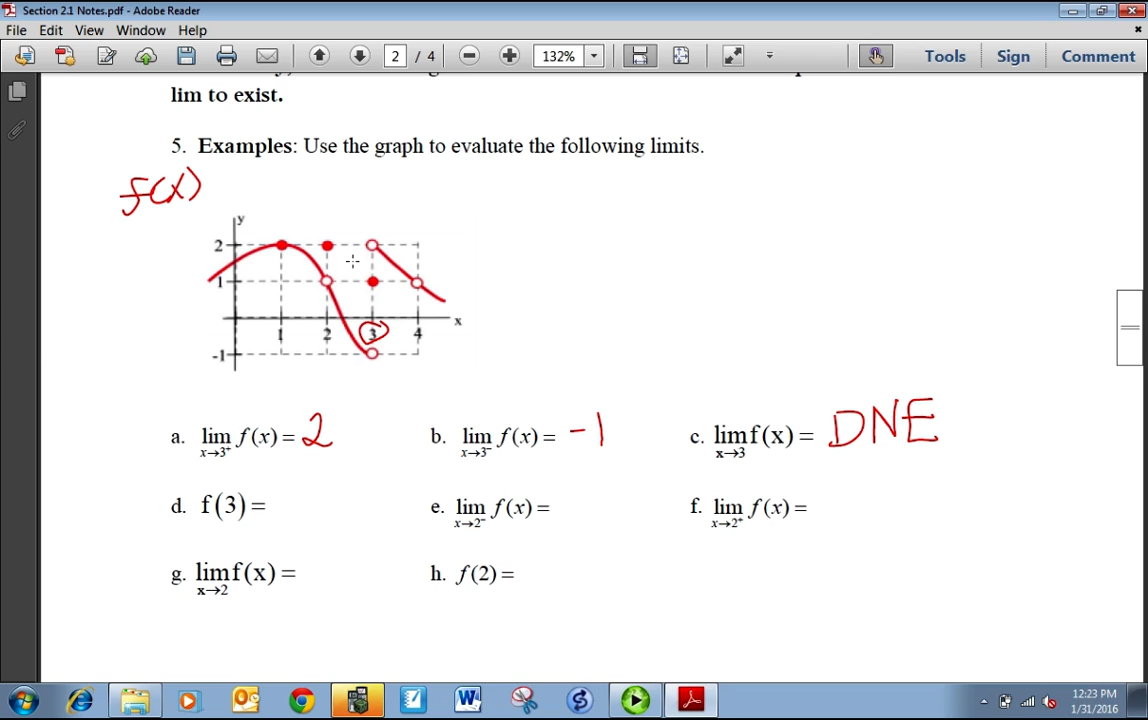 Section 2.1 Notes.pdf - Adobe Reader
File Edit View Window Help
2 / 4 132% Tools Sign Comment
lim to exist.
5. Examples: Use the graph to evaluate the following limits.
f(x)
y
2
1
x
1 2 3 4
-1
a. lim x→3⁺ f(x) = 2 b. lim x→3⁻ f(x) = -1 c. lim x→3 f(x) = DNE
d. f(3) = e. lim x→2⁻ f(x) = f. lim x→2⁺ f(x) =
g. lim x→2 f(x) = h. f(2) =
12:23 PM
1/31/2016